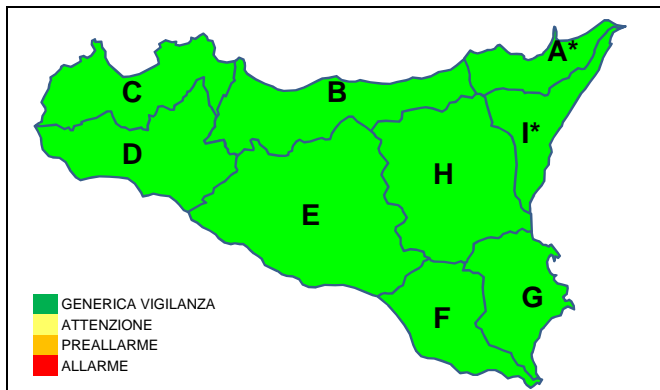 A*
C
B
I*
D
H
E
G
F
GENERICA VIGILANZA
ATTENZIONE
PREALLARME
ALLARME